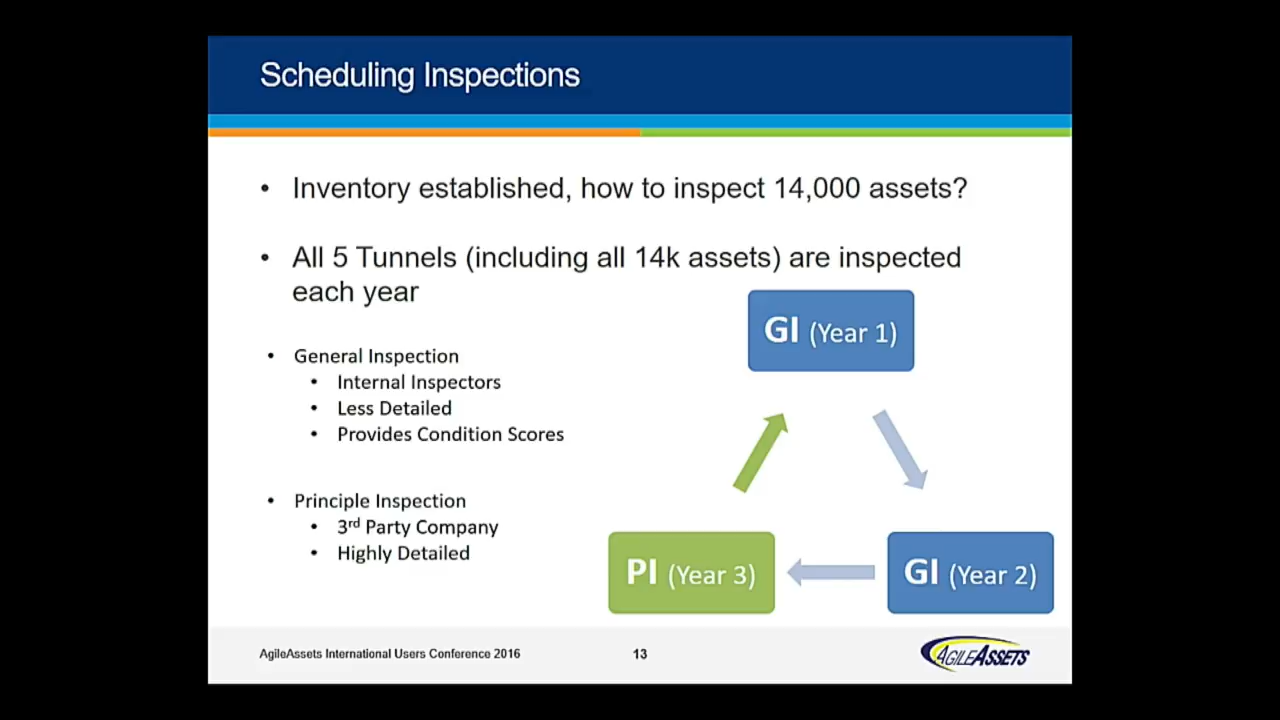 Scheduling Inspections
• Inventory established, how to inspect 14,000 assets?
• All 5 Tunnels (including all 14k assets) are inspected
each year
• General Inspection
• Internal Inspectors
• Less Detailed
• Provides Condition Scores
• Principle Inspection
• 3rd Party Company
• Highly Detailed
GI (Year 1)
GI (Year 2)
PI (Year 3)
AgileAssets International Users Conference 2016
13
AGILEASSETS